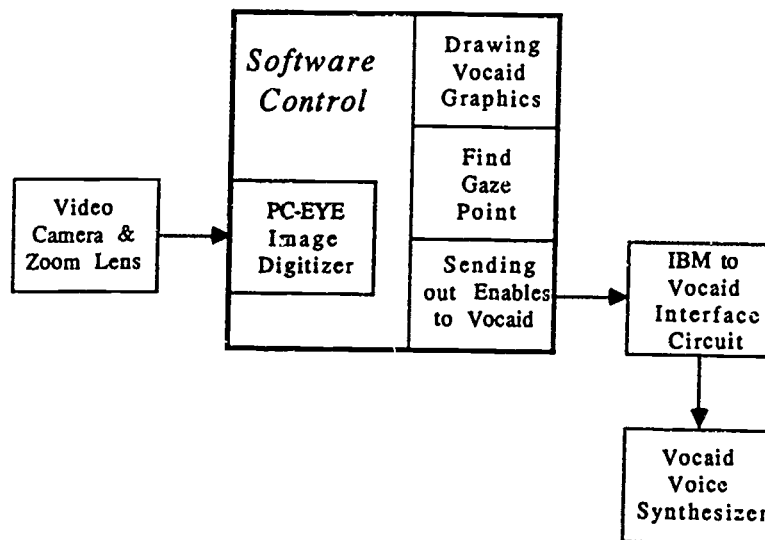 Software
Control
Drawing
Vocaid
Graphics
Find
Gaze
Point
Sending
out Enables
to Vocaid
Video
Camera &
Zoom Lens
PC-EYE
Image
Digitizer
IBM to
Vocaid
Interface
Circuit
Vocaid
Voice
Synthesizer